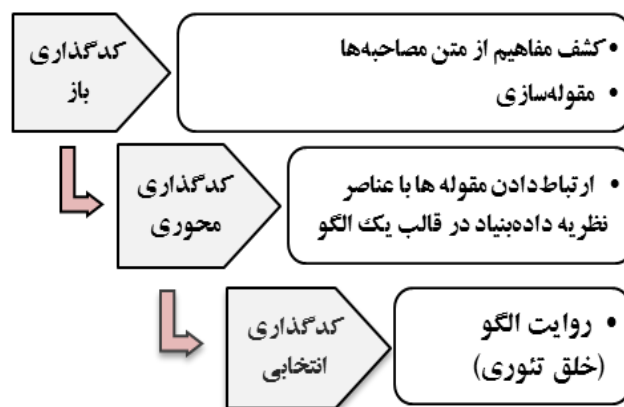 کدگذاری
باز
•کشف مفاهیم از متن مصاحبه‌ها
• مقوله‌سازی
کدگذاری
محوری
• ارتباط‌دادن مقوله ها با عناصر
نظریه داده‌بنیاد در قالب یک الگو
کدگذاری
انتخابی
• روایت الگو
(خلق تئوری)